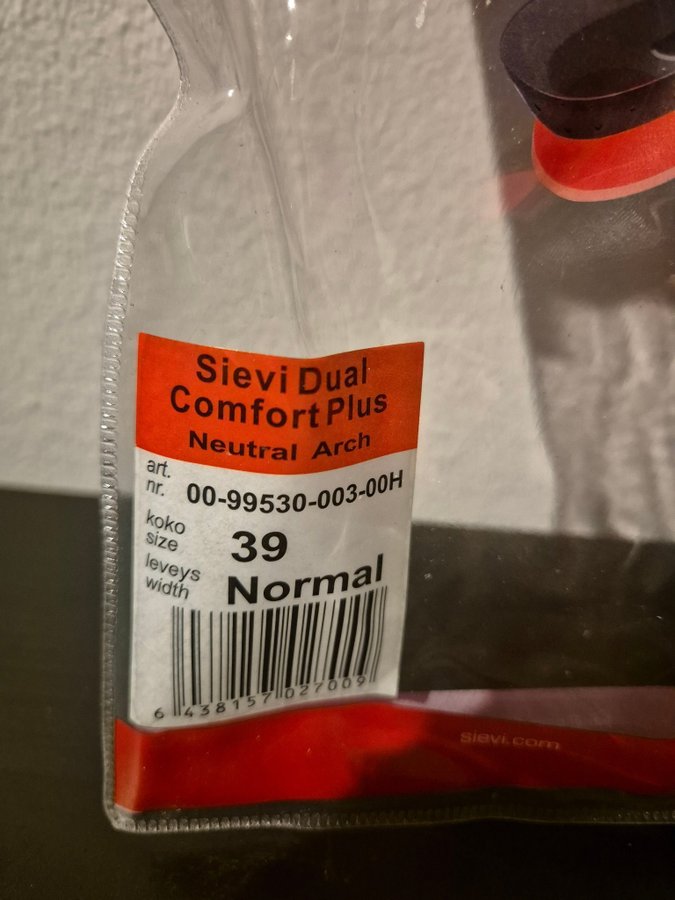 Sievi Dual
Comfort Plus
Neutral Arch
art.
nr. 00-99530-003-00H
koko
size 39
leveys
width Normal
6 438157 027009
sievi.com